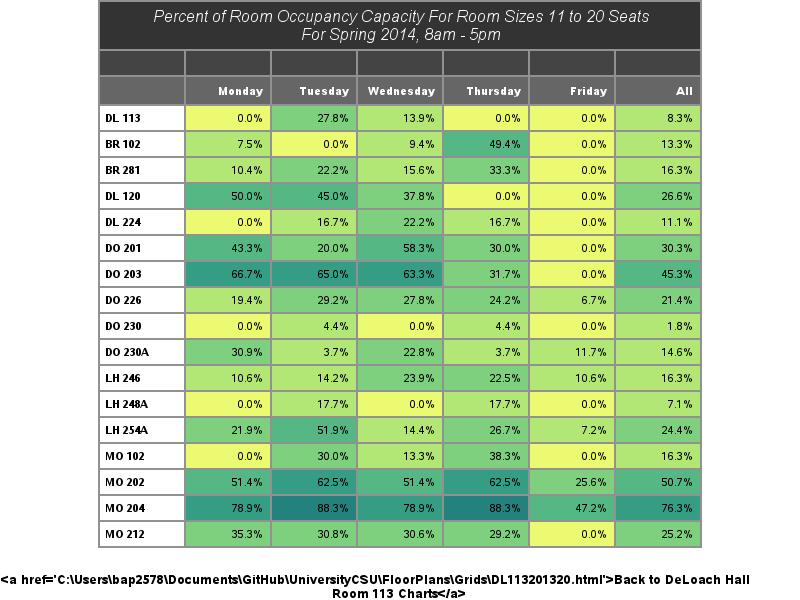 Percent of Room Occupancy Capacity For Room Sizes 11 to 20 Seats
For Spring 2014, 8am - 5pm
Monday Tuesday Wednesday Thursday Friday All
DL 113 0.0% 27.8% 13.9% 0.0% 0.0% 8.3%
BR 102 7.5% 0.0% 9.4% 49.4% 0.0% 13.3%
BR 281 10.4% 22.2% 15.6% 33.3% 0.0% 16.3%
DL 120 50.0% 45.0% 37.8% 0.0% 0.0% 26.6%
DL 224 0.0% 16.7% 22.2% 16.7% 0.0% 11.1%
DO 201 43.3% 20.0% 58.3% 30.0% 0.0% 30.3%
DO 203 66.7% 65.0% 63.3% 31.7% 0.0% 45.3%
DO 226 19.4% 29.2% 27.8% 24.2% 6.7% 21.4%
DO 230 0.0% 4.4% 0.0% 4.4% 0.0% 1.8%
DO 230A 30.9% 3.7% 22.8% 3.7% 11.7% 14.6%
LH 246 10.6% 14.2% 23.9% 22.5% 10.6% 16.3%
LH 248A 0.0% 17.7% 0.0% 17.7% 0.0% 7.1%
LH 254A 21.9% 51.9% 14.4% 26.7% 7.2% 24.4%
MO 102 0.0% 30.0% 13.3% 38.3% 0.0% 16.3%
MO 202 51.4% 62.5% 51.4% 62.5% 25.6% 50.7%
MO 204 78.9% 88.3% 78.9% 88.3% 47.2% 76.3%
MO 212 35.3% 30.8% 30.6% 29.2% 0.0% 25.2%
<a href='C:\Users\bap2578\Documents\GitHub\UniversityCSU\FloorPlans\Grids\DL113201320.html'>Back to DeLoach Hall
Room 113 Charts</a>